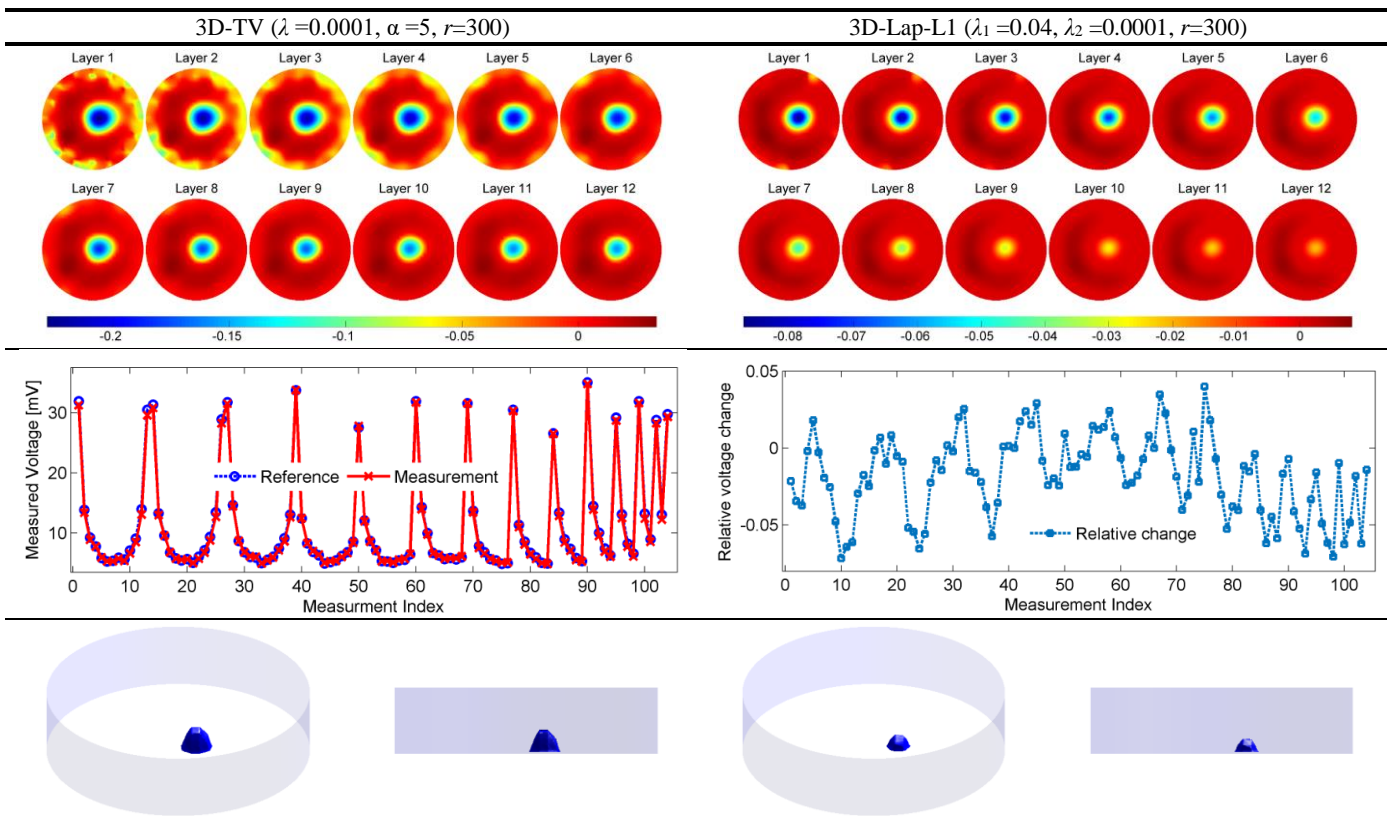 3D-TV (λ =0.0001, α =5, r=300)
3D-Lap-L1 (λ₁ =0.04, λ₂ =0.0001, r=300)
Layer 1 Layer 2 Layer 3 Layer 4 Layer 5 Layer 6
Layer 7 Layer 8 Layer 9 Layer 10 Layer 11 Layer 12
-0.2 -0.15 -0.1 -0.05 0
Layer 1 Layer 2 Layer 3 Layer 4 Layer 5 Layer 6
Layer 7 Layer 8 Layer 9 Layer 10 Layer 11 Layer 12
-0.08 -0.07 -0.06 -0.05 -0.04 -0.03 -0.02 -0.01 0
Measured Voltage [mV]
30
20
10
Reference Measurement
0 10 20 30 40 50 60 70 80 90 100
Measurment Index
Relative voltage change
0.05
0
-0.05
Relative change
0 10 20 30 40 50 60 70 80 90 100
Measurement Index